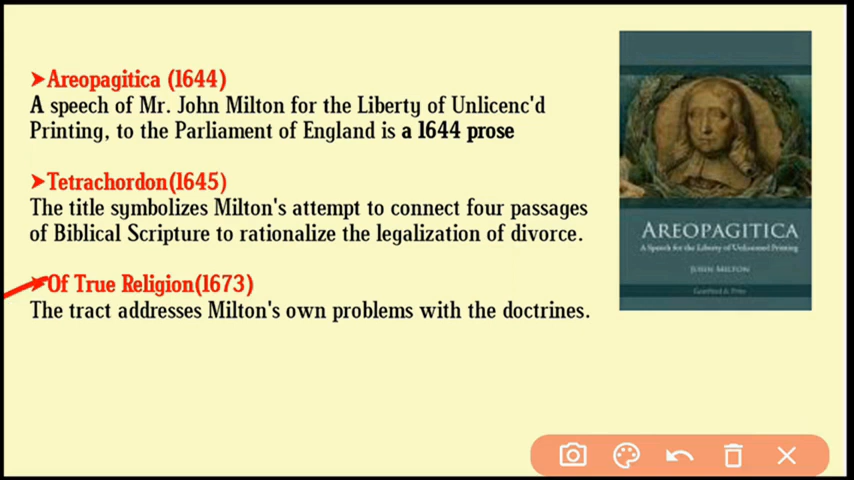 ➤Areopagitica (1644)
A speech of Mr. John Milton for the Liberty of Unlicenc'd
Printing, to the Parliament of England is a 1644 prose
➤Tetrachordon(1645)
The title symbolizes Milton's attempt to connect four passages
of Biblical Scripture to rationalize the legalization of divorce.
➤Of True Religion(1673)
The tract addresses Milton's own problems with the doctrines.
AREOPAGITICA
A Speech for the Liberty of Unlicensed Printing
JOHN MILTON